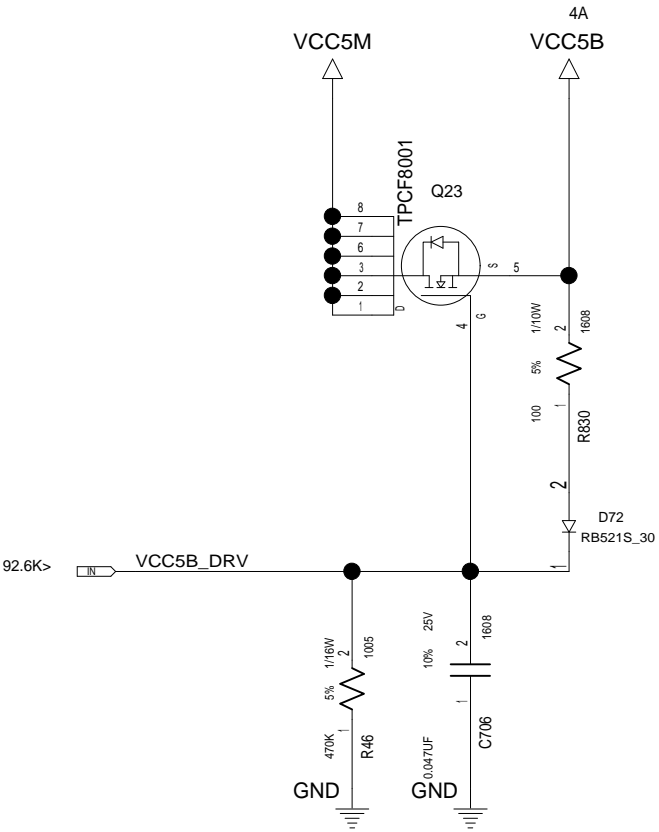 4A
VCC5M
VCC5B
TPCF8001
Q23
8
7
6
3
2
1
D
S
5
4
G
1/10W
2
1608
5%
100
1
R830
2
D72
RB521S_30
1
92.6K>
IN
VCC5B_DRV
1/16W
2
1005
5%
470K
1
R46
GND
25V
2
1608
10%
1
0.047UF
C706
GND